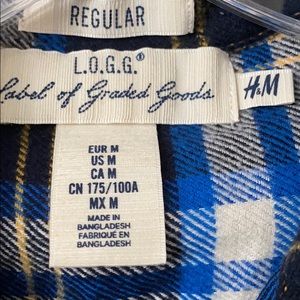 REGULAR
L.O.G.G.®
Label of Graded Goods
H&M
EUR M
US M
CA M
CN 175/100A
MX M
MADE IN
BANGLADESH
FABRIQUÉ EN
BANGLADESH